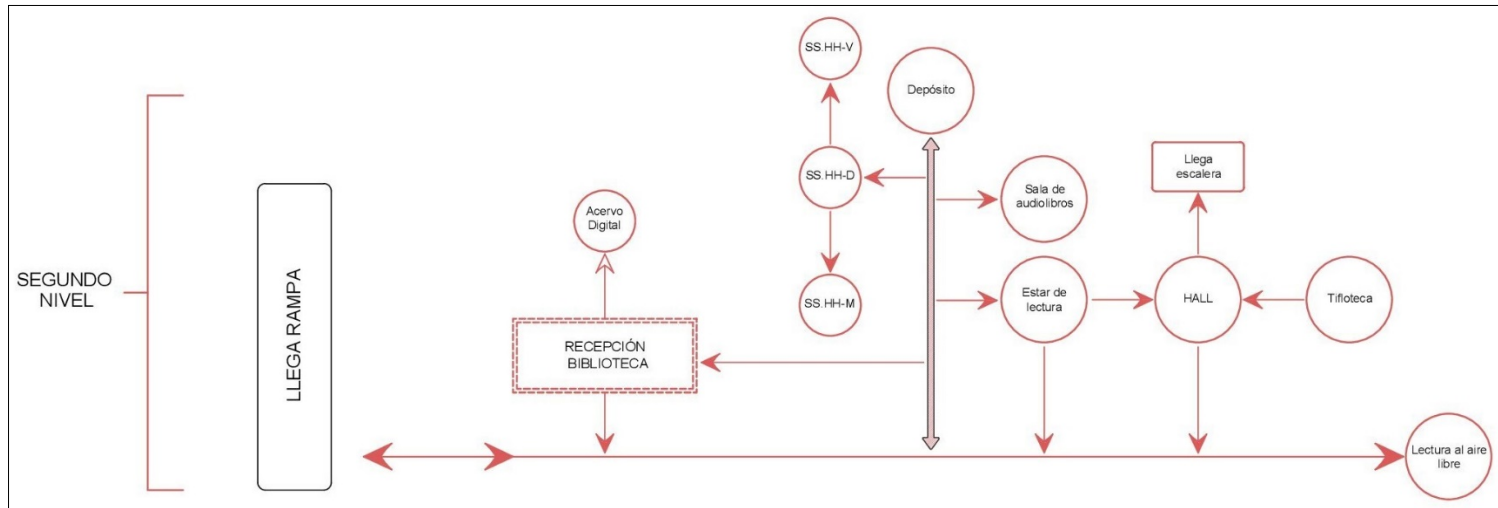 SEGUNDO
NIVEL
LLEGA RAMPA
Acervo
Digital
RECEPCIÓN
BIBLIOTECA
SS.HH-V
SS.HH-D
SS.HH-M
Depósito
Sala de
audiolibros
Estar de
lectura
Llega
escalera
HALL
Tifloteca
Lectura al aire
libre